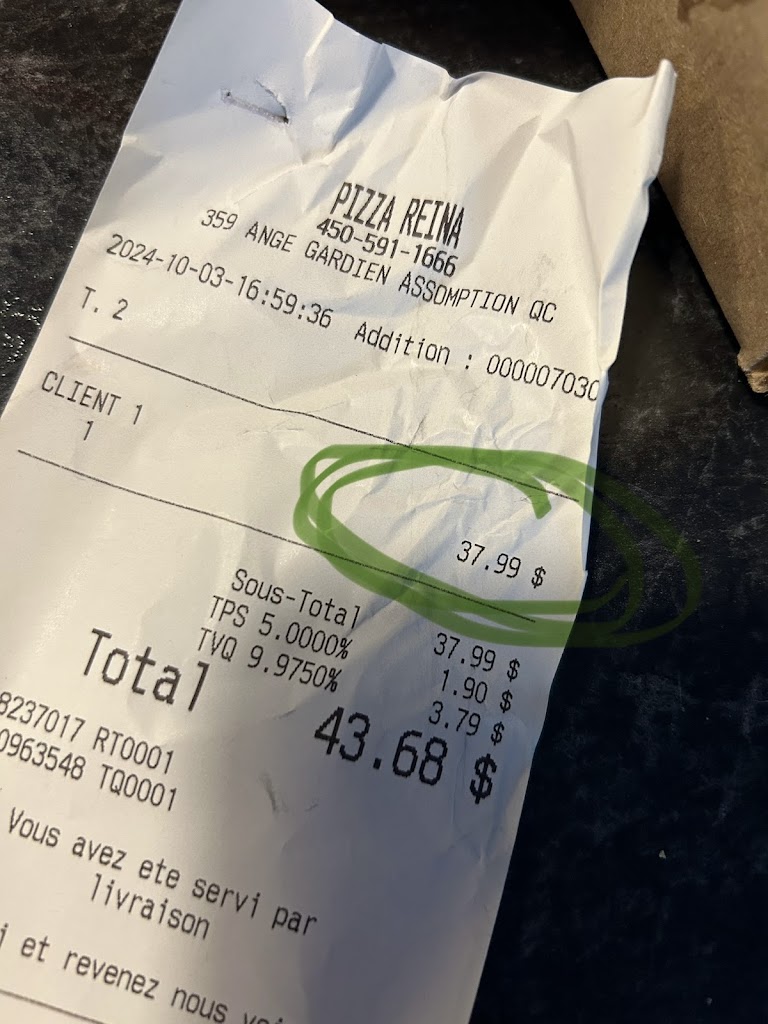 PIZZA REINA
450-591-1666
359 ANGE GARDIEN ASSOMPTION QC
2024-10-03-16:59:36 Addition : 000007030
T. 2
CLIENT 1
1
37.99 $
Sous-Total 37.99 $
TPS 5.0000% 1.90 $
TVQ 9.9750% 3.79 $
Total 43.68 $
8237017 RT0001
0963548 TQ0001
Vous avez ete servi par
livraison
et revenez nous